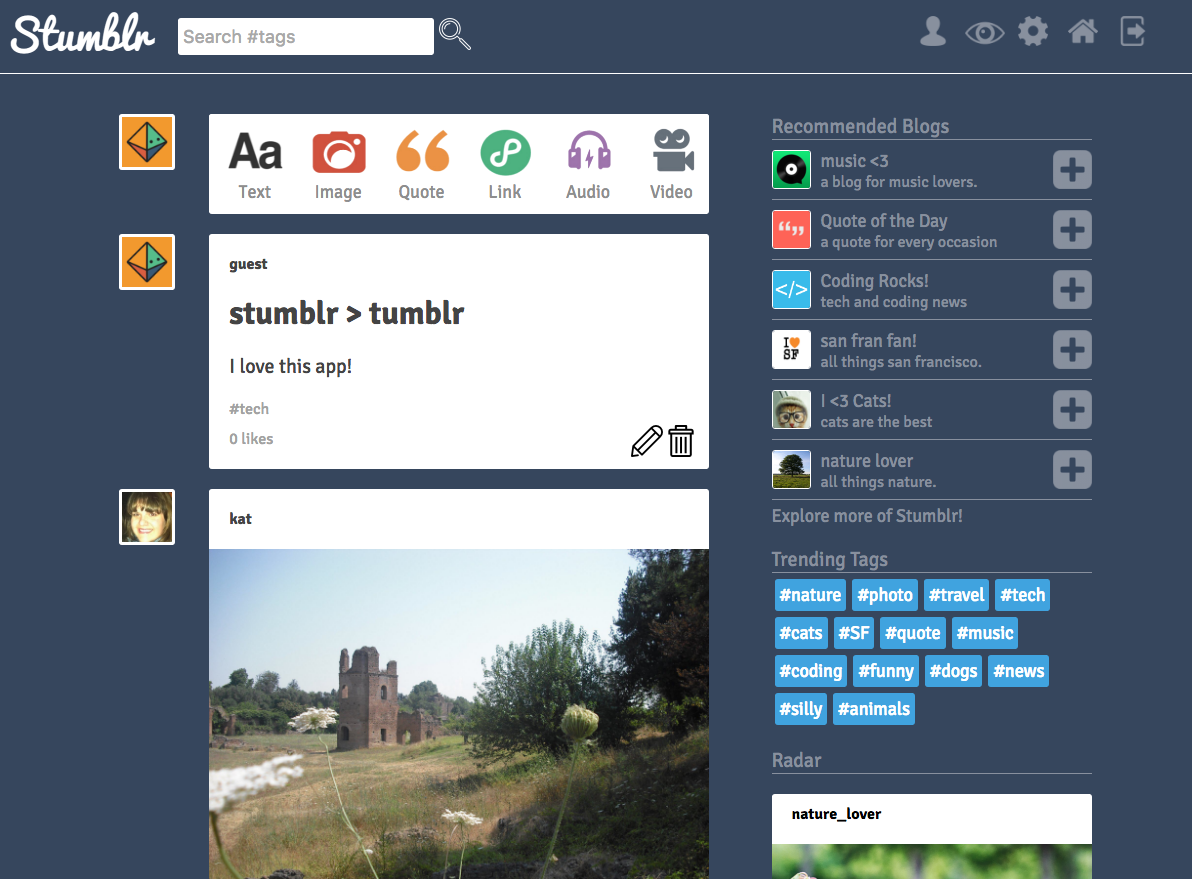 Stumblr
Search #tags
Aa
Text
Image
Quote
Link
Audio
Video
guest
stumblr > tumblr
I love this app!
#tech
0 likes
kat
Recommended Blogs
music <3
a blog for music lovers.
Quote of the Day
a quote for every occasion
</>
Coding Rocks!
tech and coding news
I
SF
san fran fan!
all things san francisco.
I <3 Cats!
cats are the best
nature lover
all things nature.
Explore more of Stumblr!
Trending Tags
#nature #photo #travel #tech
#cats #SF #quote #music
#coding #funny #dogs #news
#silly #animals
Radar
nature_lover